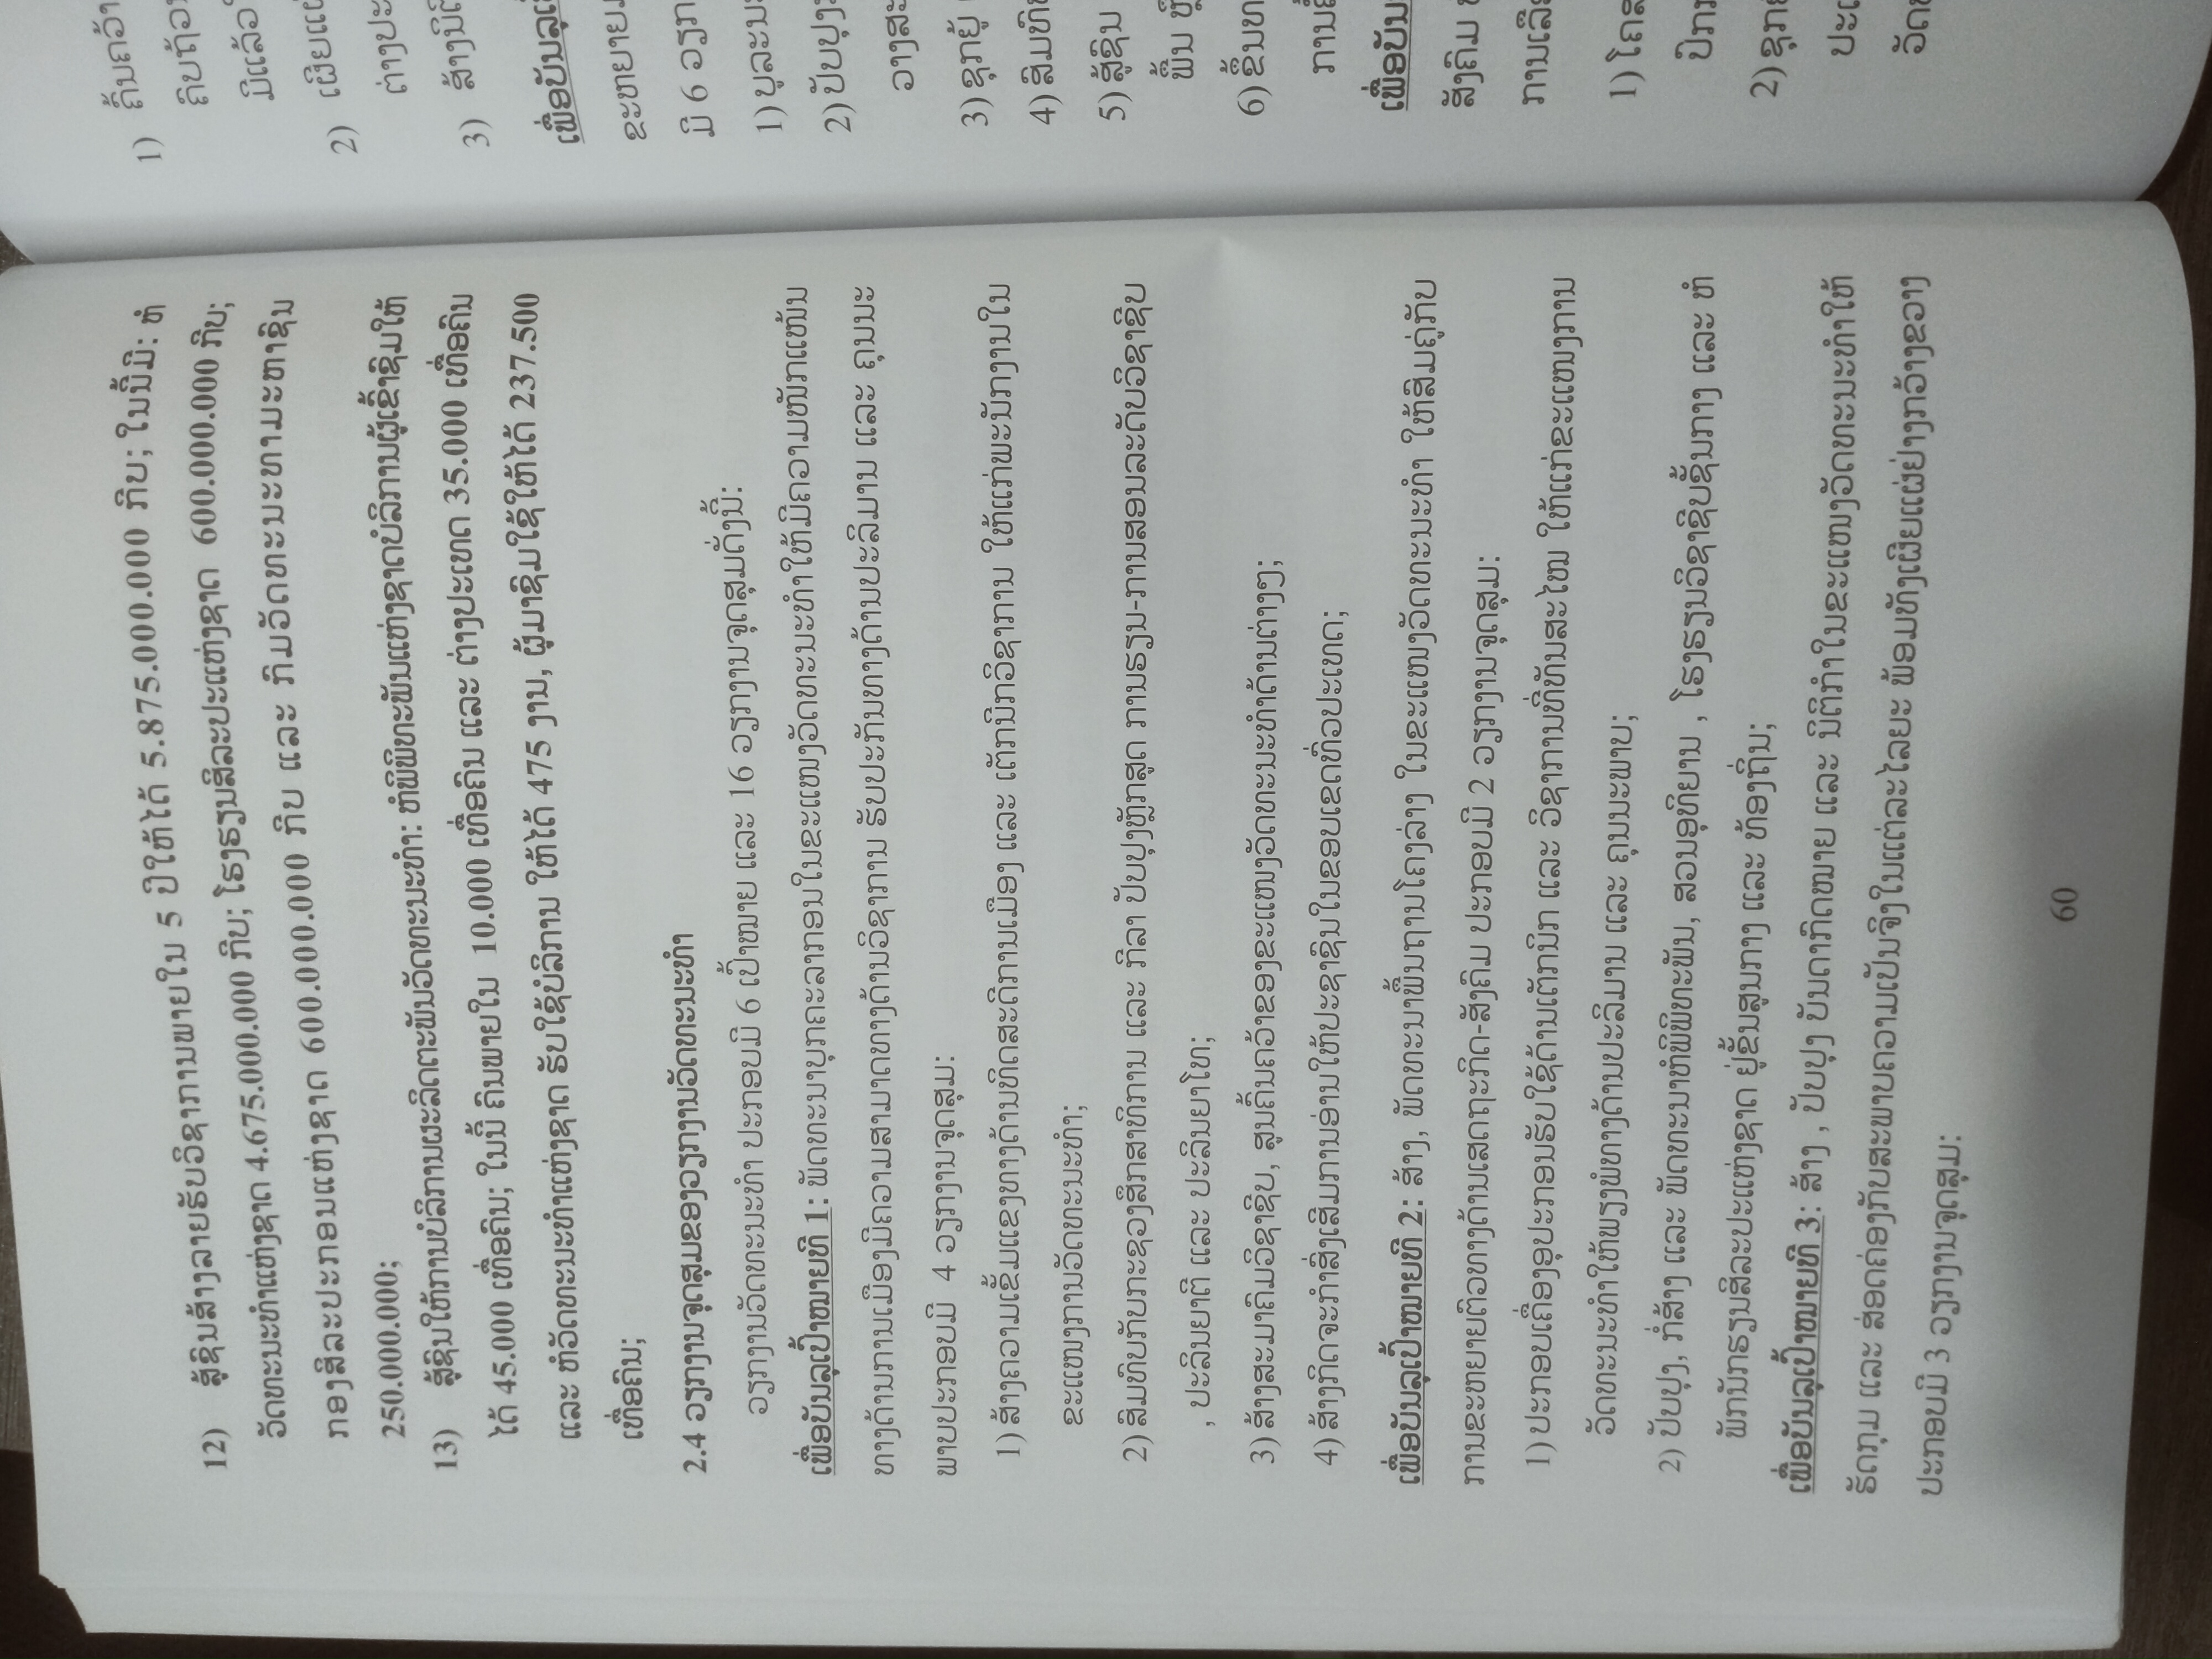 12) ສູ້ຊົນສ້າງລາຍຮັບວິຊາການພາຍໃນ 5 ປີໃຫ້ໄດ້ 5.875.000.000 ກີບ; ໃນນີ້ມີ: ຫໍ
ວັດທະນະທຳແຫ່ງຊາດ 4.675.000.000 ກີບ; ໂຮງຮຽນສິລະປະແຫ່ງຊາດ 600.000.000 ກີບ;
ກອງສິລະປະກອນແຫ່ງຊາດ 600.000.000 ກີບ ແລະ ກົມວັດທະນະທາມະຫາຊົນ
250.000.000;
13) ສູ້ຊົນໃຫ້ການບໍລິການຜະລິດຕະພັນວັດທະນະທຳ: ຫໍພິພິທະພັນແຫ່ງຊາດບໍລິການຜູ້ເຂົ້າຊົມໃຫ້
ໄດ້ 45.000 ເທື່ອຄົນ; ໃນນີ້ ຄົນພາຍໃນ 10.000 ເທື່ອຄົນ ແລະ ຕ່າງປະເທດ 35.000 ເທື່ອຄົນ
ແລະ ຫໍວັດທະນະທຳແຫ່ງຊາດ ຮັບໃຊ້ບໍລິການ ໃຫ້ໄດ້ 475 ງານ, ຜູ້ມາຊົມໃຊ້ໃຫ້ໄດ້ 237.500
ເທື່ອຄົນ;
2.4 ວຽກງານຈຸດສຸມຂອງວຽກງານວັດທະນະທຳ
ວຽກງານວັດທະນະທຳ ປະກອບມີ 6 ເປົ້າໝາຍ ແລະ 16 ວຽກງານຈຸດສຸມດັ່ງນີ້:
ເພື່ອບັນລຸເປົ້າໝາຍທີ 1: ພັດທະນາບຸກຄະລາກອນໃນຂະແໜງວັດທະນະທຳໃຫ້ມີຄວາມໜັກແໜ້ນ
ທາງດ້ານການເມືອງມີຄວາມສາມາດທາງດ້ານວິຊາການ ຮັບປະກັນທາງດ້ານປະລິມານ ແລະ ຄຸນນະ
ພາບປະກອບມີ 4 ວຽກງານຈຸດສຸມ:
1) ສ້າງຄວາມເຂັ້ມແຂງທາງດ້ານທິດສະດີການເມືອງ ແລະ ເຕັກນິກວິຊາການ ໃຫ້ແກ່ພະນັກງານໃນ
ຂະແໜງການວັດທະນະທຳ;
2) ສົມທົບກັບກະຊວງສຶກສາທິການ ແລະ ກິລາ ປັບປຸງຫຼັກສູດ ການຮຽນ-ການສອນລະດັບວິຊາຊີບ
, ປະລິນຍາຕີ ແລະ ປະລິນຍາໂທ;
3) ສ້າງສະມາຄົມວິຊາຊີບ, ສູນຄົ້ນຄວ້າຂອງຂະແໜງວັດທະນະທຳດ້ານຕ່າງໆ;
4) ສ້າງກິດຈະກຳສົ່ງເສີມການອ່ານໃຫ້ປະຊາຊົນໃນຂອບເຂດທົ່ວປະເທດ;
ເພື່ອບັນລຸເປົ້າໝາຍທີ 2: ສ້າງ, ພັດທະນາພື້ນຖານໂຄງລ່າງ ໃນຂະແໜງວັດທະນະທຳ ໃຫ້ສົມຄູ່ກັບ
ການຂະຫຍາຍຕົວທາງດ້ານເສດຖະກິດ-ສັງຄົມ ປະກອບມີ 2 ວຽກງານຈຸດສຸມ:
1) ປະກອບເຄື່ອງອຸປະກອນຮັບໃຊ້ດ້ານເຕັກນິກ ແລະ ວິຊາການທີ່ທັນສະໄໝ ໃຫ້ແກ່ຂະແໜງການ
ວັດທະນະທຳໃຫ້ພຽງພໍທາງດ້ານປະລິມານ ແລະ ຄຸນນະພາບ;
2) ປັບປຸງ, ກໍ່ສ້າງ ແລະ ພັດທະນາຫໍພິພິທະພັນ, ສວນອຸທິຍານ , ໂຮງຮຽນວິຊາຊີບຊັ້ນກາງ ແລະ ຫໍ
ພັກນັກຮຽນສິລະປະແຫ່ງຊາດ ຢູ່ຂັ້ນສູນກາງ ແລະ ທ້ອງຖິ່ນ;
ເພື່ອບັນລຸເປົ້າໝາຍທີ 3: ສ້າງ , ປັບປຸງ ບັນດາກົດໝາຍ ແລະ ນິຕິກຳໃນຂະແໜງວັດທະນະທຳໃຫ້
ຮັດກຸມ ແລະ ສອດຄ່ອງກັບສະພາບຄວາມເປັນຈິງໃນແຕ່ລະໄລຍະ ພ້ອມທັງເຜີຍແຜ່ຢ່າງກວ້າງຂວາງ
ປະກອບມີ 3 ວຽກງານຈຸດສຸມ:
60
1) ຄົ້ນຄວ້າ
2)
3) ສ້າງ
ມີ 6
1)
2)
3) ຊຸກຍູ້
4)
5) ສູ້ຊົນ
6)
1)
2)